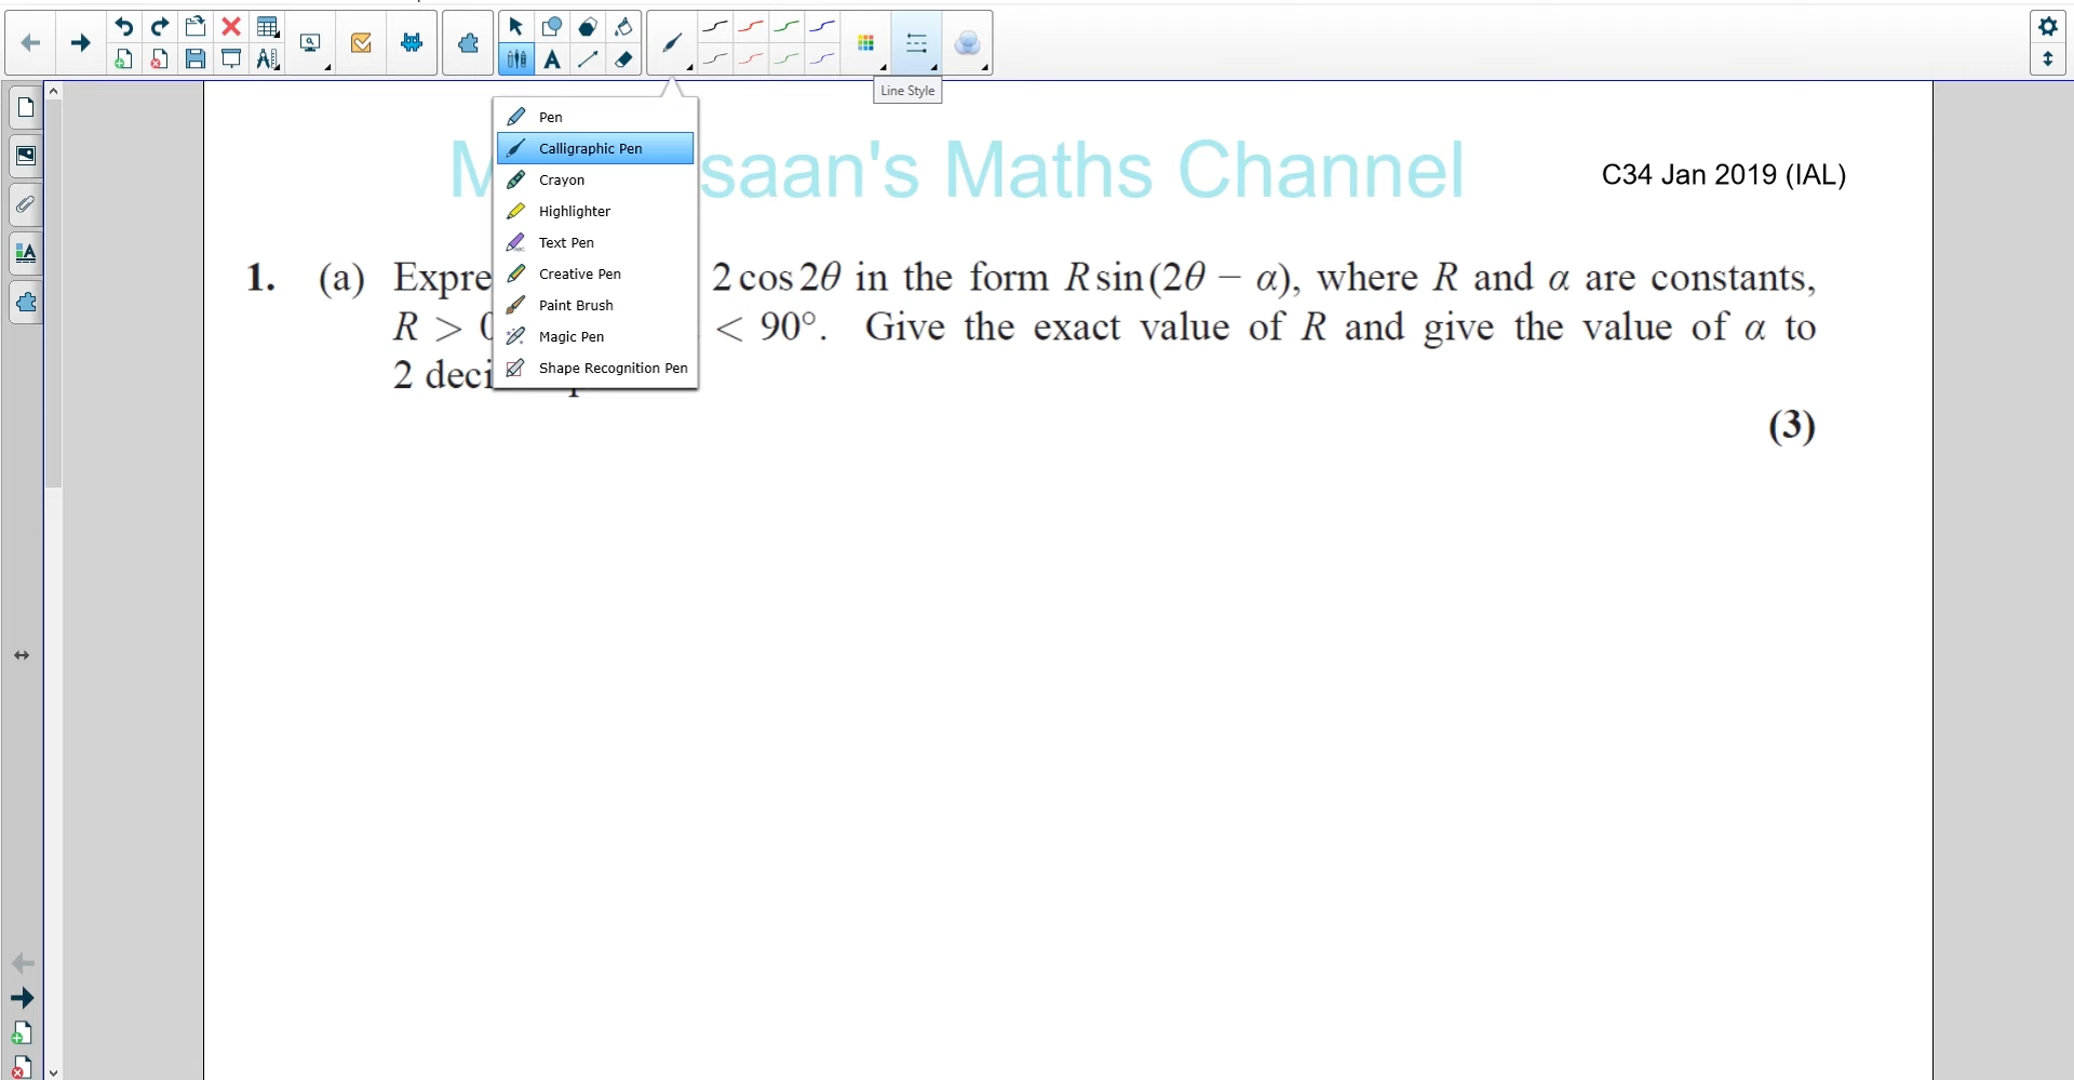 Line Style
Pen
Calligraphic Pen
Crayon
Highlighter
Text Pen
Creative Pen
Paint Brush
Magic Pen
Shape Recognition Pen
M saan's Maths Channel
C34 Jan 2019 (IAL)
1. (a) Expre 2 cos 2θ in the form R sin(2θ − α), where R and α are constants,
R > 0 < 90°. Give the exact value of R and give the value of α to
2 deci
(3)